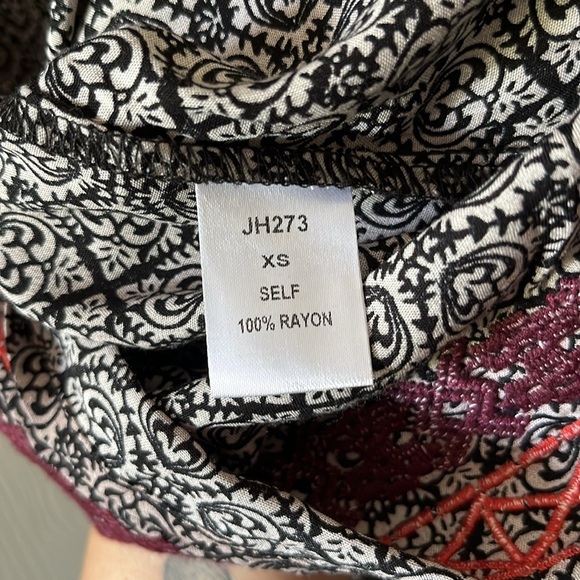 JH273
XS
SELF
100% RAYON